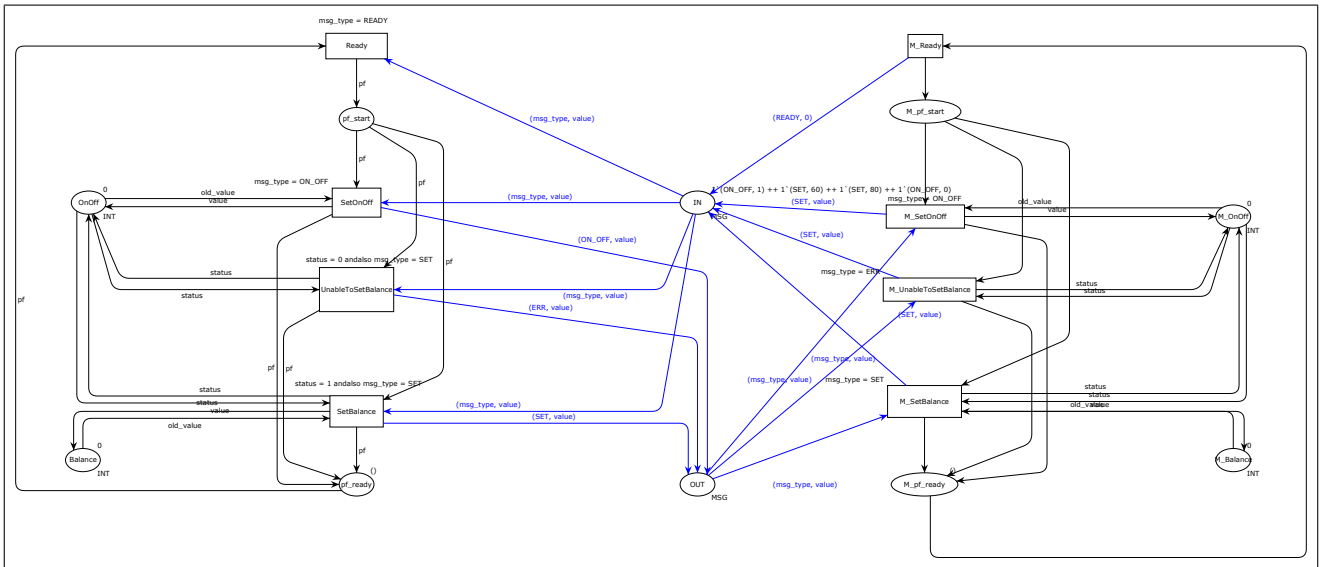 msg_type = READY
Ready
M_Ready
pf
(msg_type, value)
(READY, 0)
pf_start
M_pf_start
pf
pf
msg_type = ON_OFF
0
OnOff
INT
old_value
value
SetOnOff
(msg_type, value)
IN
1`(ON_OFF, 1) ++ 1`(SET, 60) ++ 1`(SET, 80) ++ 1`(ON_OFF, 0)
MSG
msg_type = ON_OFF
(SET, value)
M_SetOnOff
old_value
value
0
M_OnOff
INT
(ON_OFF, value)
(SET, value)
status = 0 andalso msg_type = SET
pf
status
status
UnableToSetBalance
(msg_type, value)
(ERR, value)
msg_type = ERR
M_UnableToSetBalance
status
status
pf
(SET, value)
pf
pf
(msg_type, value)
(msg_type, value)
status = 1 andalso msg_type = SET
msg_type = SET
status
status
value
old_value
SetBalance
(msg_type, value)
(SET, value)
M_SetBalance
status
status
old_value
value
0
Balance
INT
pf
0
M_Balance
INT
()
pf_ready
OUT
MSG
(msg_type, value)
()
M_pf_ready